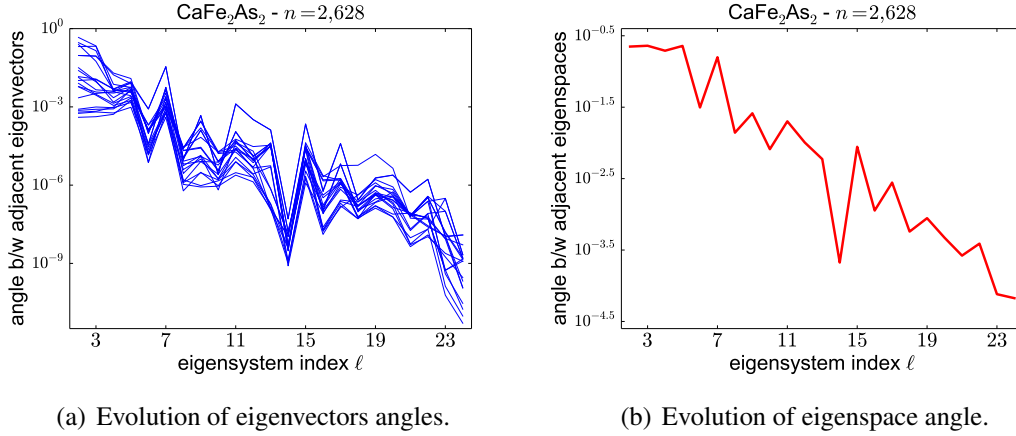 CaFe₂As₂ - n = 2,628
angle b/w adjacent eigenvectors
10⁰
10⁻³
10⁻⁶
10⁻⁹
3 7 11 15 19 23
eigensystem index ℓ
(a) Evolution of eigenvectors angles.
CaFe₂As₂ - n = 2,628
angle b/w adjacent eigenspaces
10⁻⁰·⁵
10⁻¹·⁵
10⁻²·⁵
10⁻³·⁵
10⁻⁴·⁵
3 7 11 15 19 23
eigensystem index ℓ
(b) Evolution of eigenspace angle.